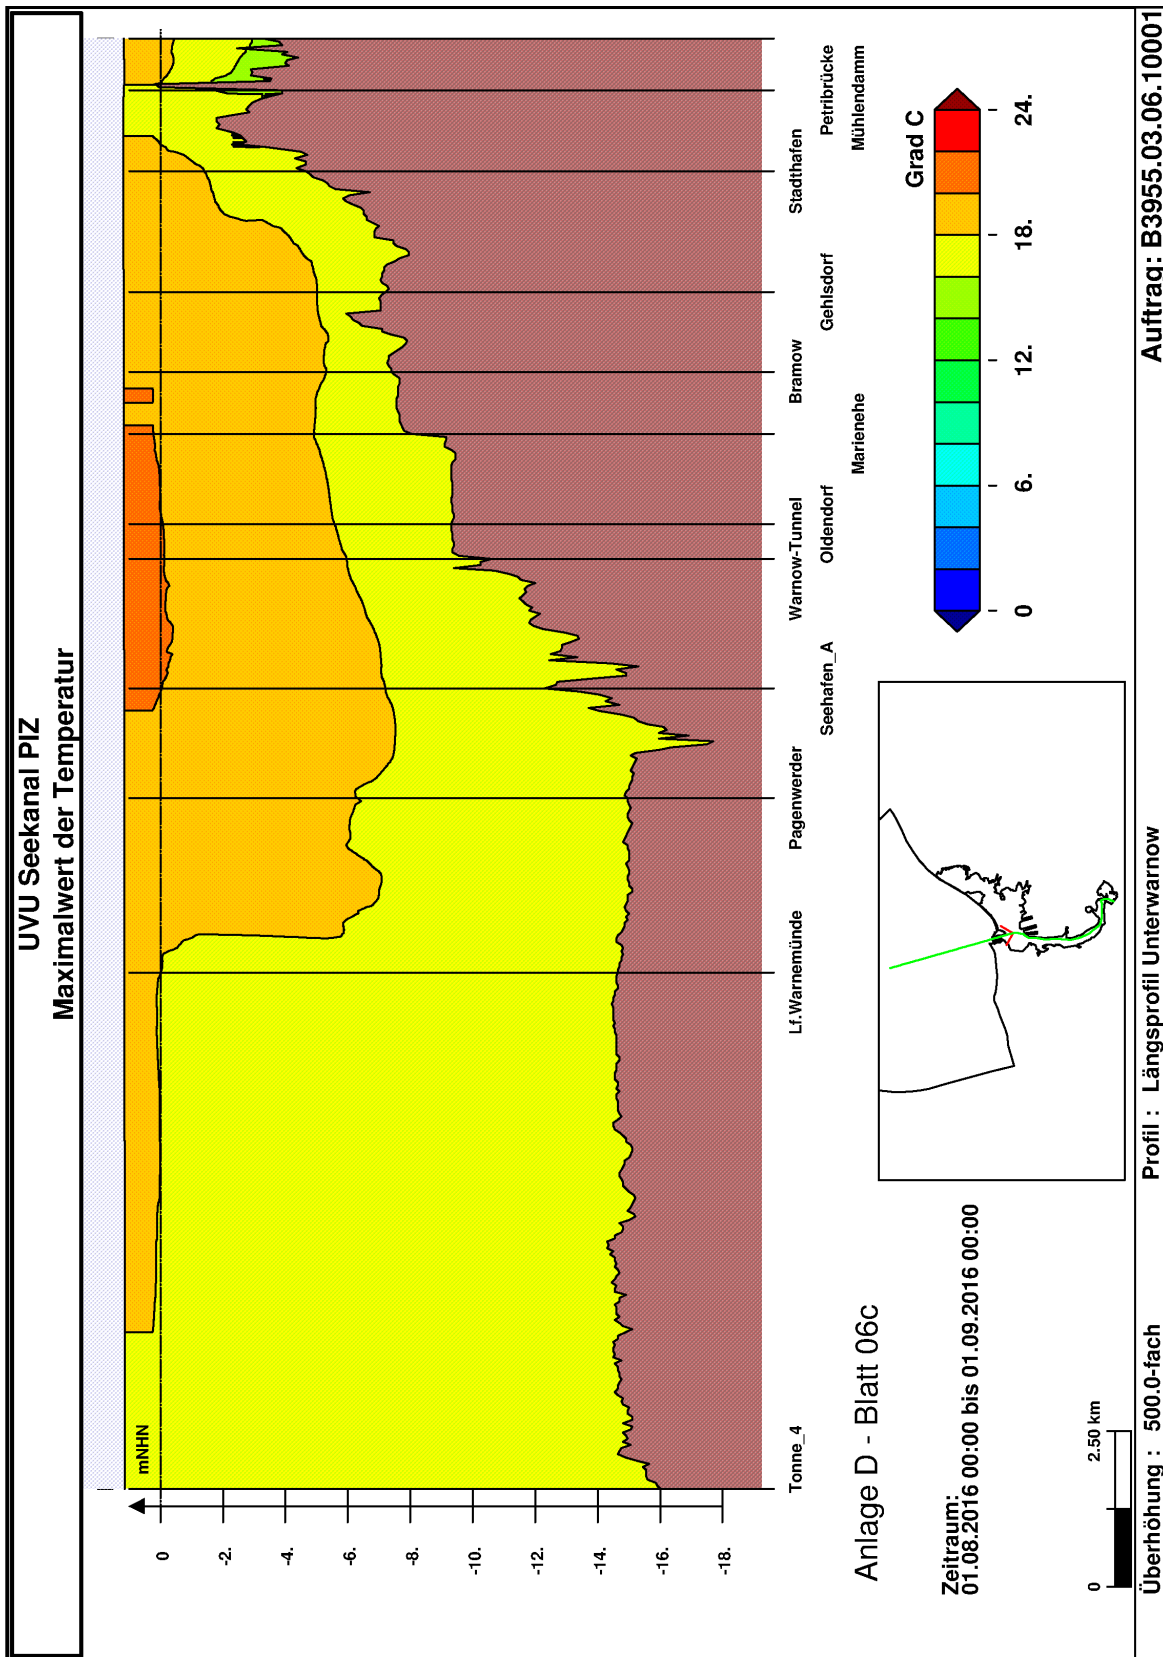 UVU Seekanal PIZ
Maximalwert der Temperatur
mNHN
0
-2.
-4.
-6.
-8.
-10.
-12.
-14.
-16.
-18.
Tonne_4
Lf.Warnemünde
Pagenwerder
Seehafen_A
Warnow-Tunnel
Oldendorf
Marienehe
Bramow
Gehlsdorf
Stadthafen
Petribrücke
Mühlendamm
Anlage D - Blatt 06c
Zeitraum:
01.08.2016 00:00 bis 01.09.2016 00:00
0
2.50 km
Grad C
0
6.
12.
18.
24.
Überhöhung : 500.0-fach
Profil : Längsprofil Unterwarnow
Auftrag: B3955.03.06.10001